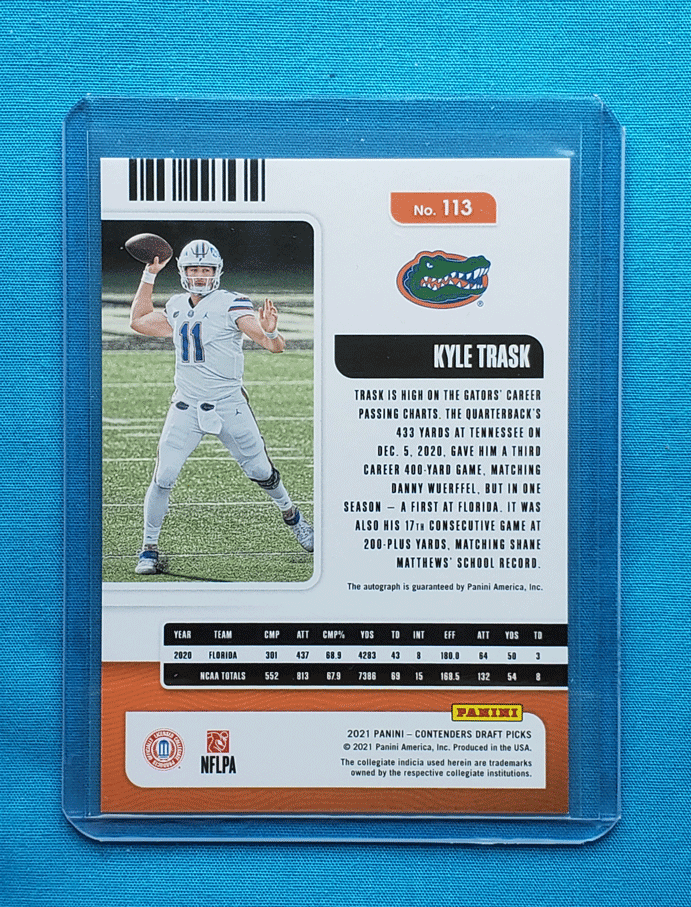 No. 113
11
KYLE TRASK
TRASK IS HIGH ON THE GATORS' CAREER
PASSING CHARTS. THE QUARTERBACK'S
433 YARDS AT TENNESSEE ON
DEC. 5, 2020, GAVE HIM A THIRD
CAREER 400-YARD GAME, MATCHING
DANNY WUERFFEL, BUT IN ONE
SEASON — A FIRST AT FLORIDA. IT WAS
ALSO HIS 17TH CONSECUTIVE GAME AT
200-PLUS YARDS, MATCHING SHANE
MATTHEWS' SCHOOL RECORD.
The autograph is guaranteed by Panini America, Inc.
YEAR TEAM CMP ATT CMP% YDS TD INT EFF ATT YDS TD
2020 FLORIDA 301 437 68.9 4283 43 8 180.0 64 50 3
NCAA TOTALS 552 813 67.9 7386 69 15 168.5 132 54 8
PANINI
2021 PANINI – CONTENDERS DRAFT PICKS
© 2021 Panini America, Inc. Produced in the USA.
The collegiate indicia used herein are trademarks
owned by the respective collegiate institutions.
OFFICIALLY LICENSED COLLEGIATE PRODUCTS
NFLPA